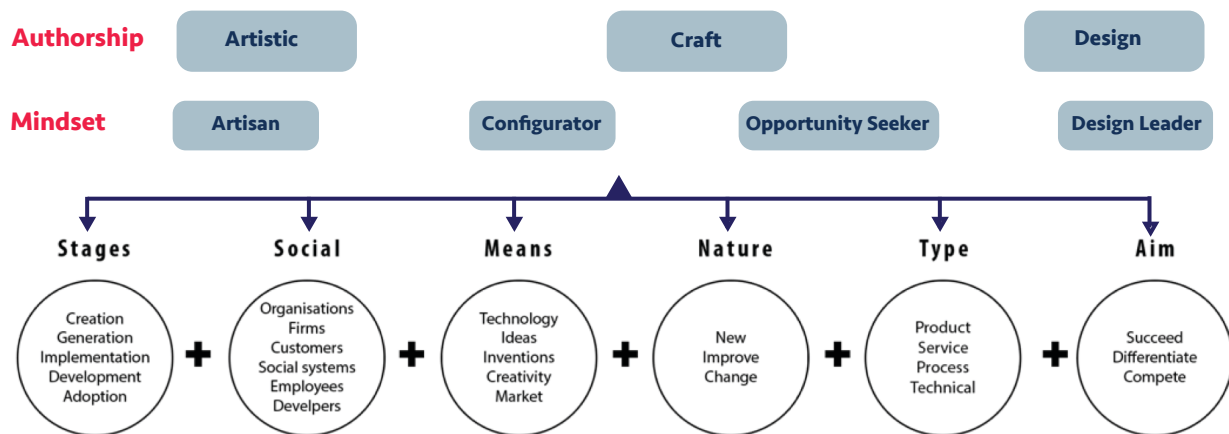 Authorship Artistic Craft Design
Mindset Artisan Configurator Opportunity Seeker Design Leader
Stages Social Means Nature Type Aim
Creation
Generation
Implementation
Development
Adoption
Organisations
Firms
Customers
Social systems
Employees
Develpers
Technology
Ideas
Inventions
Creativity
Market
New
Improve
Change
Product
Service
Process
Technical
Succeed
Differentiate
Compete